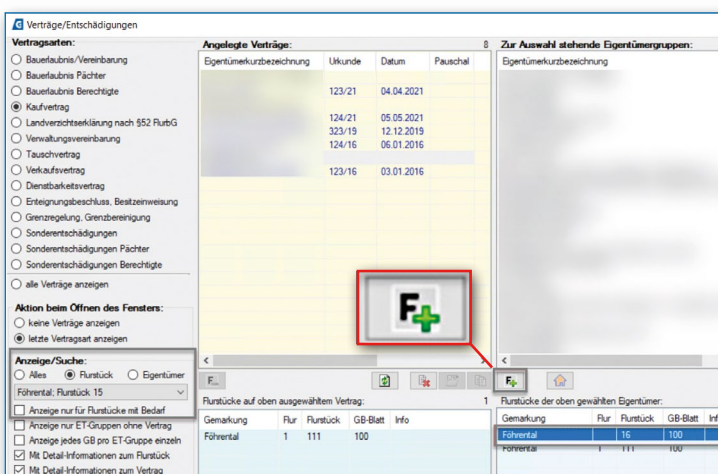 Verträge/Entschädigungen
Vertragsarten:
Bauerlaubnis/Vereinbarung
Bauerlaubnis Pächter
Bauerlaubnis Berechtigte
Kaufvertrag
Landverzichtserklärung nach §52 FlurbG
Verwaltungsvereinbarung
Tauschvertrag
Verkaufsvertrag
Dienstbarkeitsvertrag
Enteignungsbeschluss, Besitzeinweisung
Grenzregelung, Grenzbereinigung
Sonderentschädigungen
Sonderentschädigungen Pächter
Sonderentschädigungen Berechtigte
alle Verträge anzeigen
Aktion beim Öffnen des Fensters:
keine Verträge anzeigen
letzte Vertragsart anzeigen
Anzeige/Suche:
Alles Flurstück Eigentümer
Föhrental; Flurstück 15
Anzeige nur für Flurstücke mit Bedarf
Anzeige nur ET-Gruppen ohne Vertrag
Anzeige jedes GB pro ET-Gruppe einzeln
Mit Detail-Informationen zum Flurstück
Mit Detail-Informationen zum Vertrag
Angelegte Verträge: 8
Eigentümerkurzbezeichnung Urkunde Datum Pauschal
123/21 04.04.2021
124/21 05.05.2021
323/19 12.12.2019
124/16 06.01.2016
123/16 03.01.2016
F
F...
Flurstücke auf oben ausgewähltem Vertrag: 1
Gemarkung Flur Flurstück GB-Blatt Info
Föhrental 1 111 100
Zur Auswahl stehende Eigentümergruppen:
Eigentümerkurzbezeichnung
F
Flurstücke der oben gewählten Eigentümer:
Gemarkung Flur Flurstück GB-Blatt
Föhrental 16 100
Föhrental 1 111 100